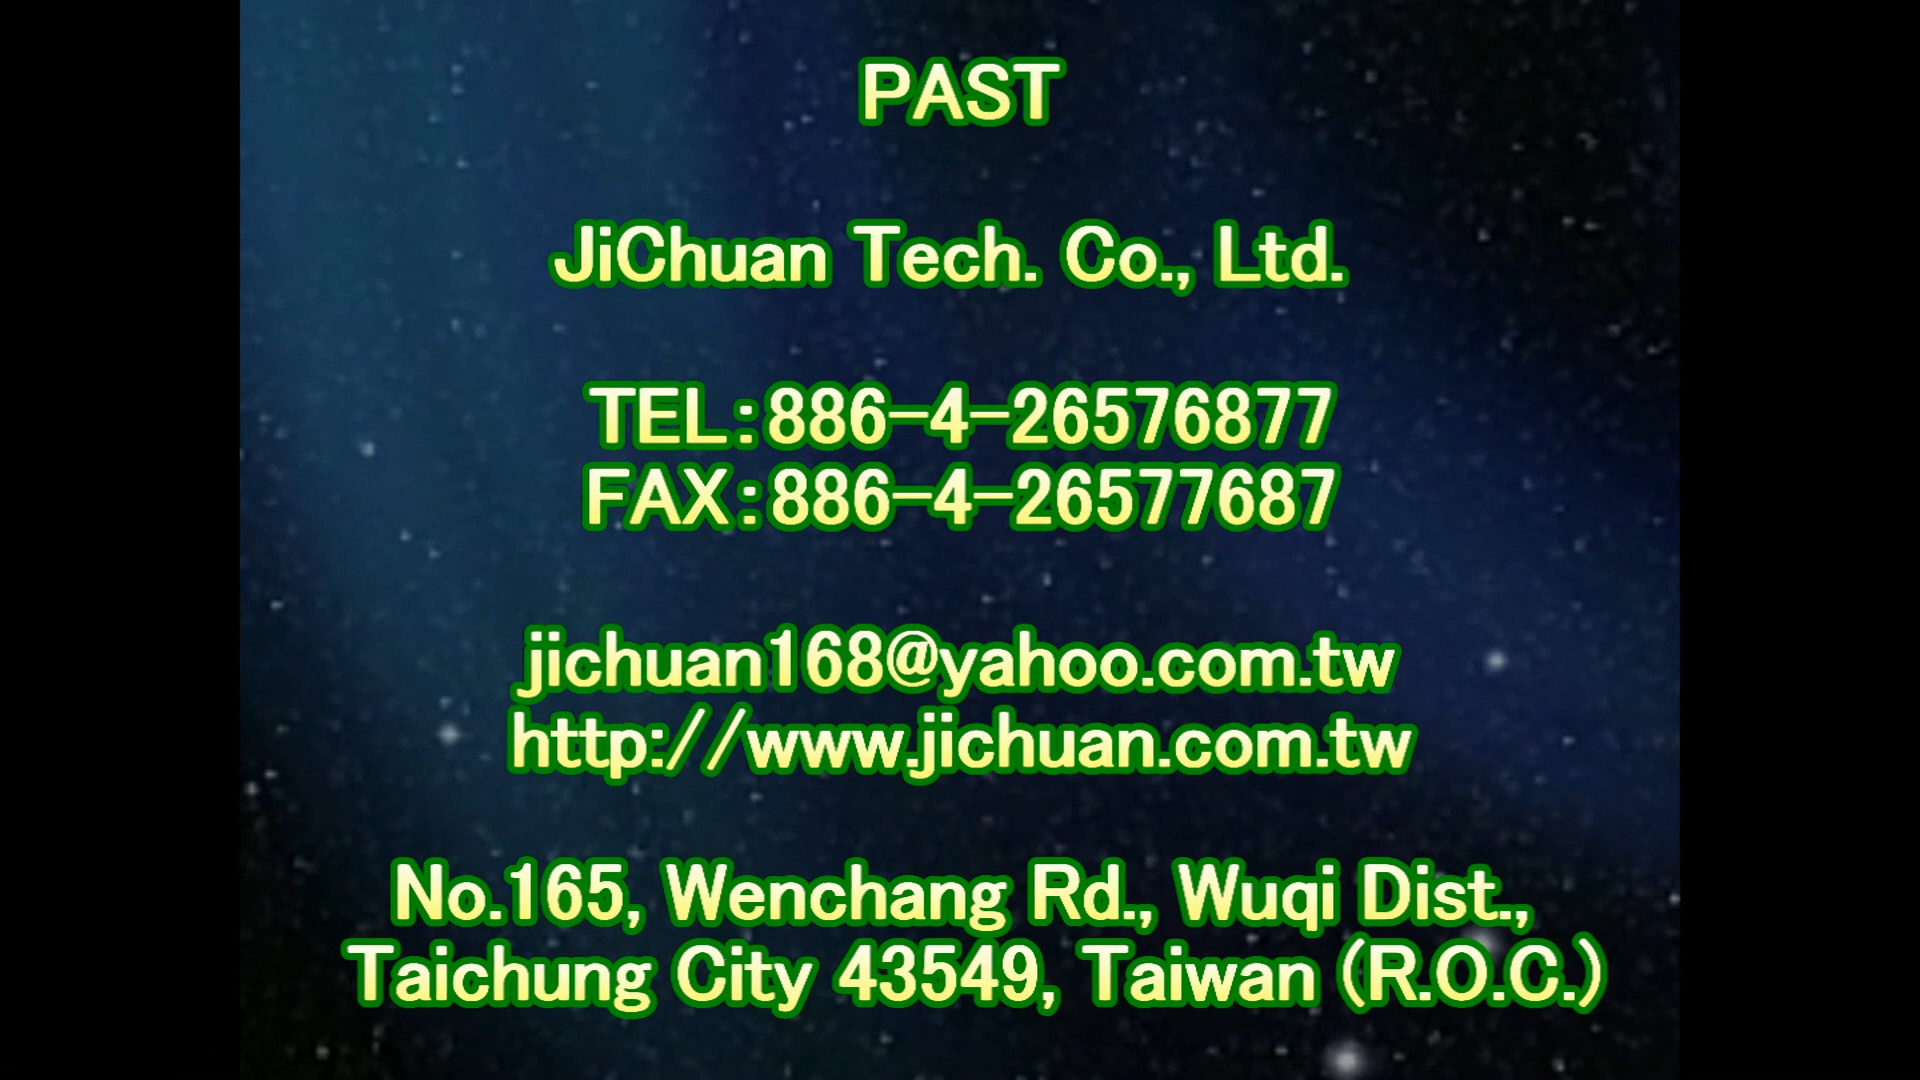 PAST
JiChuan Tech. Co., Ltd.
TEL:886-4-26576877
FAX:886-4-26577687
jichuan168@yahoo.com.tw
http://www.jichuan.com.tw
No.165, Wenchang Rd., Wuqi Dist.,
Taichung City 43549, Taiwan (R.O.C.)